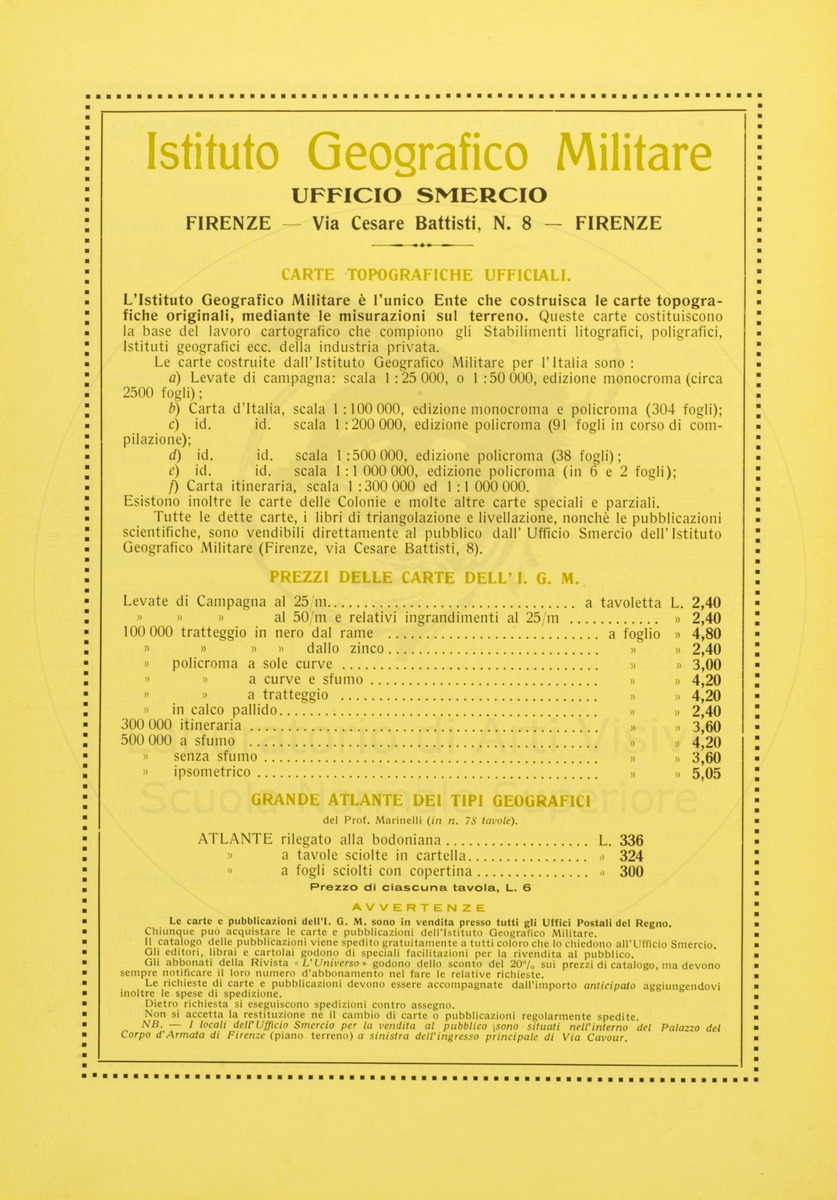 Istituto Geografico Militare
UFFICIO SMERCIO
FIRENZE — Via Cesare Battisti, N. 8 — FIRENZE
CARTE TOPOGRAFICHE UFFICIALI.
L'Istituto Geografico Militare è l'unico Ente che costruisca le carte topogra-
fiche originali, mediante le misurazioni sul terreno. Queste carte costituiscono
la base del lavoro cartografico che compiono gli Stabilimenti litografici, poligrafici,
Istituti geografici ecc. della industria privata.
Le carte costruite dall'Istituto Geografico Militare per l'Italia sono :
a) Levate di campagna: scala 1 : 25 000, o 1 : 50 000, edizione monocroma (circa
2500 fogli) ;
b) Carta d'Italia, scala 1 : 100 000, edizione monocroma e policroma (304 fogli);
c) id. id. scala 1 : 200 000, edizione policroma (91 fogli in corso di com-
pilazione);
d) id. id. scala 1 : 500 000, edizione policroma (38 fogli) ;
e) id. id. scala 1 : 1 000 000, edizione policroma (in 6 e 2 fogli);
f) Carta itineraria, scala 1 : 300 000 ed 1 : 1 000 000.
Esistono inoltre le carte delle Colonie e molte altre carte speciali e parziali.
Tutte le dette carte, i libri di triangolazione e livellazione, nonchè le pubblicazioni
scientifiche, sono vendibili direttamente al pubblico dall' Ufficio Smercio dell'Istituto
Geografico Militare (Firenze, via Cesare Battisti, 8).
PREZZI DELLE CARTE DELL' I. G. M.
Levate di Campagna al 25/m................................. a tavoletta L. 2,40
» » » al 50/m e relativi ingrandimenti al 25/m ............ » 2,40
100 000 tratteggio in nero dal rame ............................ a foglio » 4,80
» » » » dallo zinco............................ » » 2,40
» policroma a sole curve .................................. » » 3,00
» » a curve e sfumo .............................. » » 4,20
» » a tratteggio .................................. » » 4,20
» in calco pallido.......................................... » » 2,40
300 000 itineraria .............................................. » » 3,60
500 000 a sfumo .............................................. » » 4,20
» senza sfumo ............................................ » » 3,60
» ipsometrico ............................................. » » 5,05
GRANDE ATLANTE DEI TIPI GEOGRAFICI
del Prof. Marinelli (in n. 78 tavole).
ATLANTE rilegato alla bodoniana ................... L. 336
» a tavole sciolte in cartella................ » 324
» a fogli sciolti con copertina ............... » 300
Prezzo di ciascuna tavola, L. 6
AVVERTENZE
Le carte e pubblicazioni dell'I. G. M. sono in vendita presso tutti gli Uffici Postali del Regno.
Chiunque può acquistare le carte e pubblicazioni dell'Istituto Geografico Militare.
Il catalogo delle pubblicazioni viene spedito gratuitamente a tutti coloro che lo chiedono all'Ufficio Smercio.
Gli editori, librai e cartolai godono di speciali facilitazioni per la rivendita al pubblico.
Gli abbonati della Rivista « L'Universo » godono dello sconto del 20% sui prezzi di catalogo, ma devono
sempre notificare il loro numero d'abbonamento nel fare le relative richieste.
Le richieste di carte e pubblicazioni devono essere accompagnate dall'importo anticipato aggiungendovi
inoltre le spese di spedizione.
Dietro richiesta si eseguiscono spedizioni contro assegno.
Non si accetta la restituzione nè il cambio di carte o pubblicazioni regolarmente spedite.
NB. — I locali dell'Ufficio Smercio per la vendita al pubblico sono situati nell'interno del Palazzo del
Corpo d'Armata di Firenze (piano terreno) a sinistra dell'ingresso principale di Via Cavour.